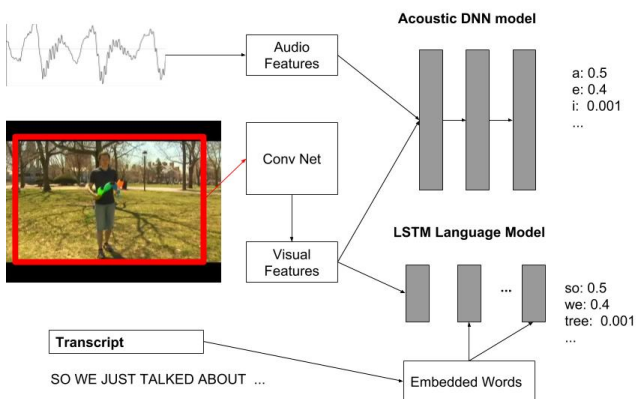 Acoustic DNN model
Audio
Features
a: 0.5
e: 0.4
i: 0.001
...
Conv Net
Visual
Features
LSTM Language Model
...
so: 0.5
we: 0.4
tree: 0.001
...
Transcript
SO WE JUST TALKED ABOUT ...
Embedded Words